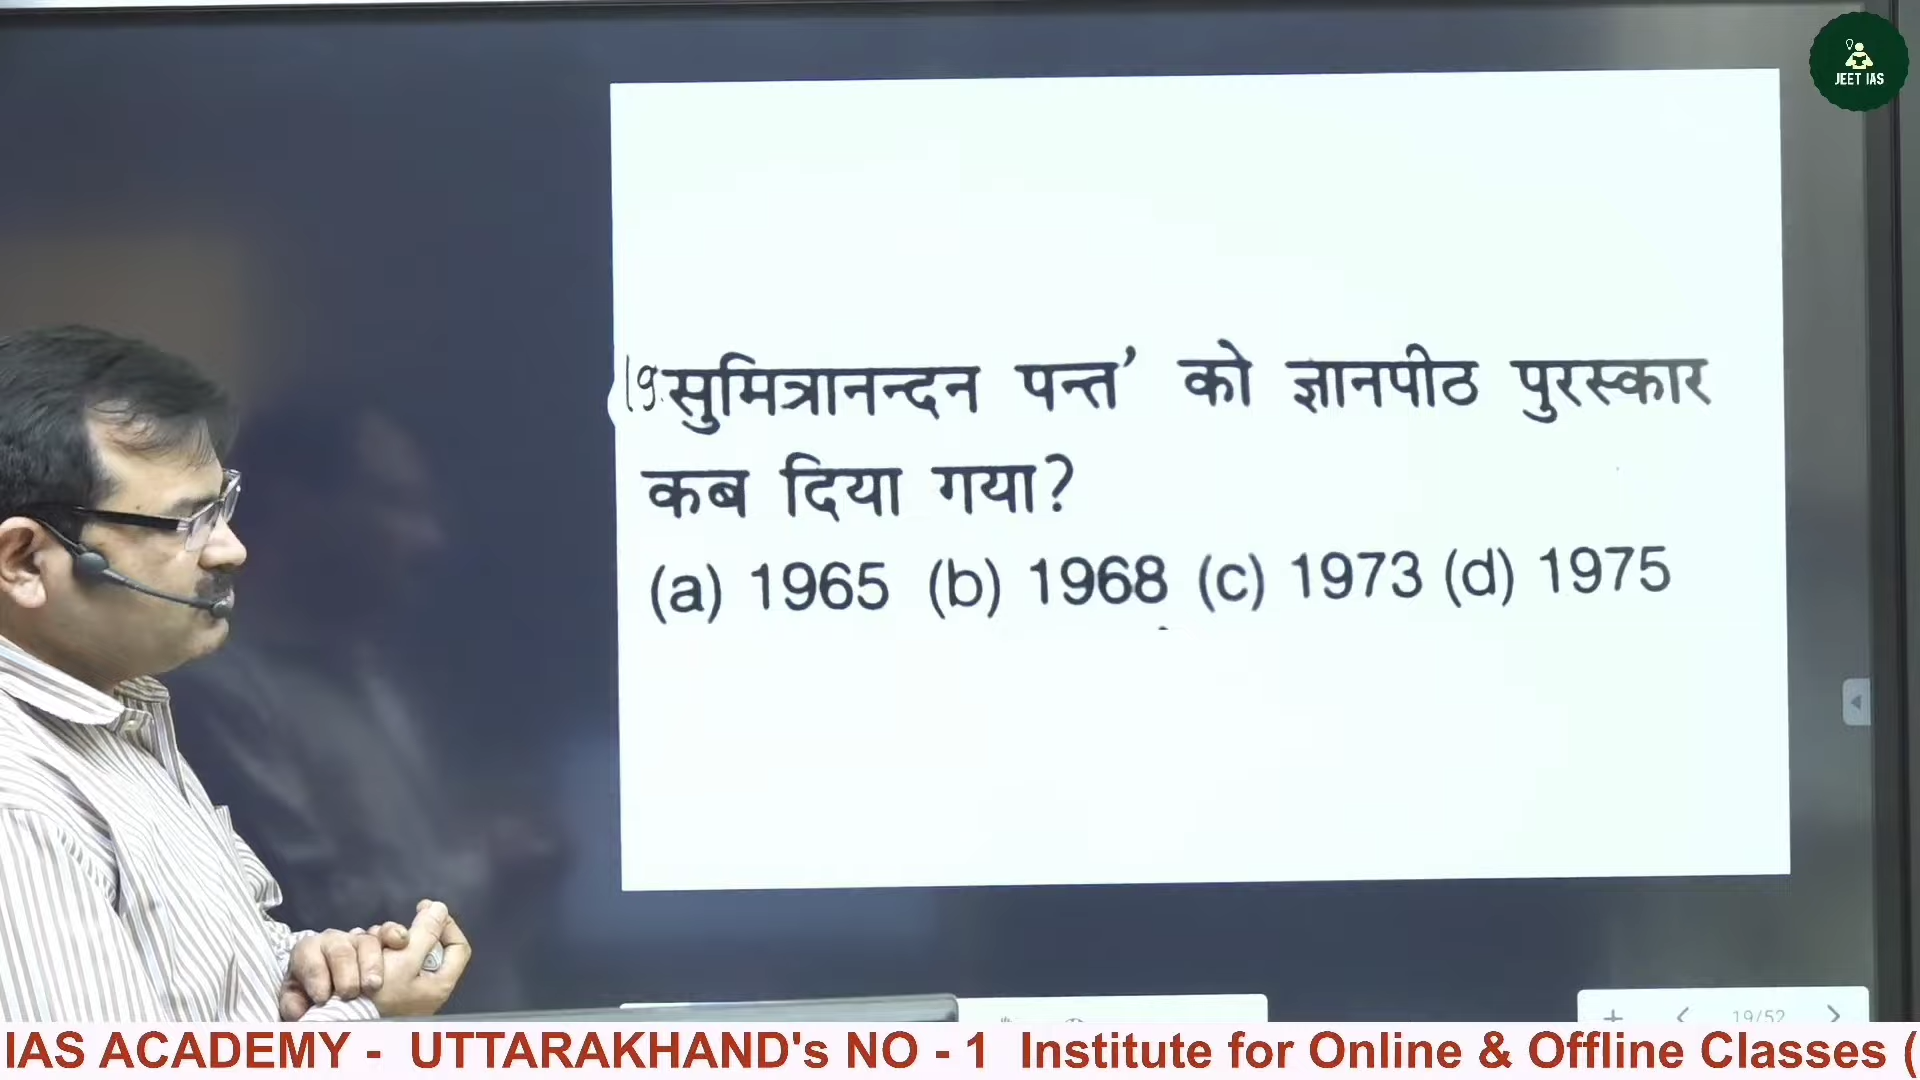 JEET IAS
19.सुमित्रानन्दन पन्त’ को ज्ञानपीठ पुरस्कार
कब दिया गया?
(a) 1965 (b) 1968 (c) 1973 (d) 1975
19/52
IAS ACADEMY - UTTARAKHAND's NO - 1 Institute for Online & Offline Classes (